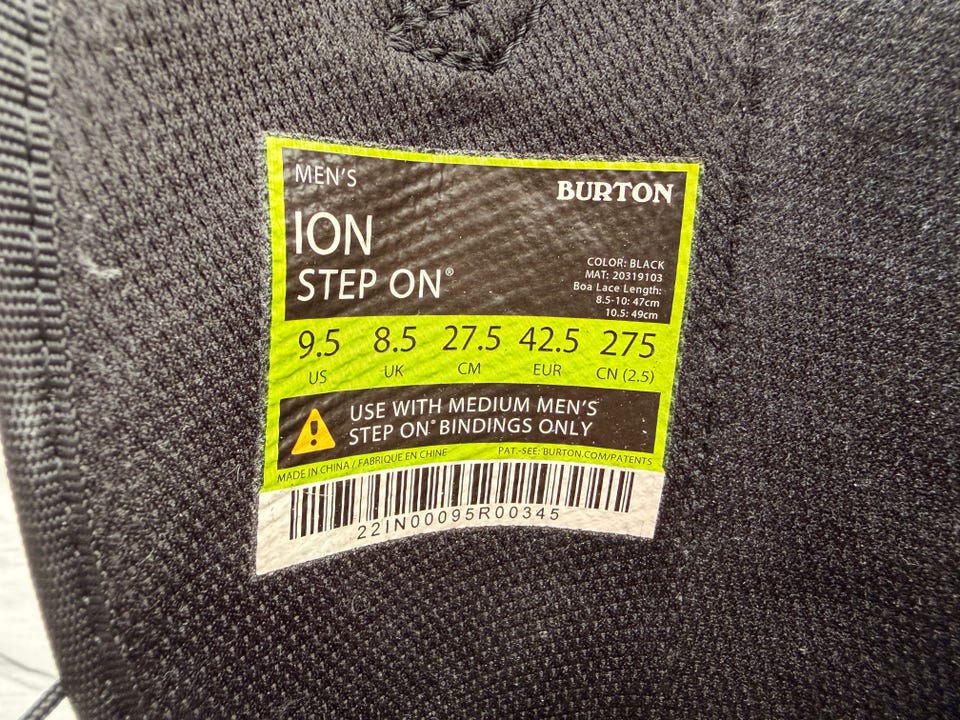 MEN'S
BURTON
ION
STEP ON®
COLOR: BLACK
MAT: 20319103
Boa Lace Length:
8.5-10: 47cm
10.5: 49cm
9.5 8.5 27.5 42.5 275
US UK CM EUR CN (2.5)
USE WITH MEDIUM MEN'S
STEP ON® BINDINGS ONLY
MADE IN CHINA / FABRIQUE EN CHINE PAT.-SEE: BURTON.COM/PATENTS
22IN00095R00345